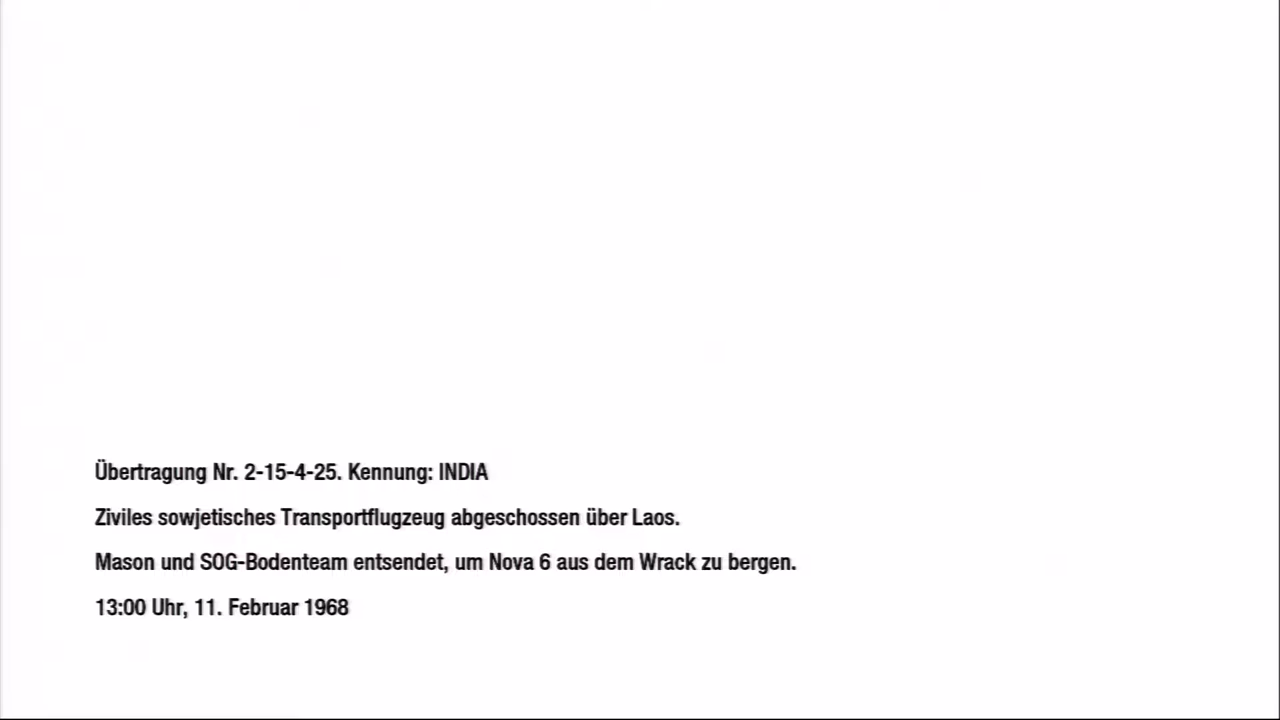 Übertragung Nr. 2-15-4-25. Kennung: INDIA
Ziviles sowjetisches Transportflugzeug abgeschossen über Laos.
Mason und SOG-Bodenteam entsendet, um Nova 6 aus dem Wrack zu bergen.
13:00 Uhr, 11. Februar 1968